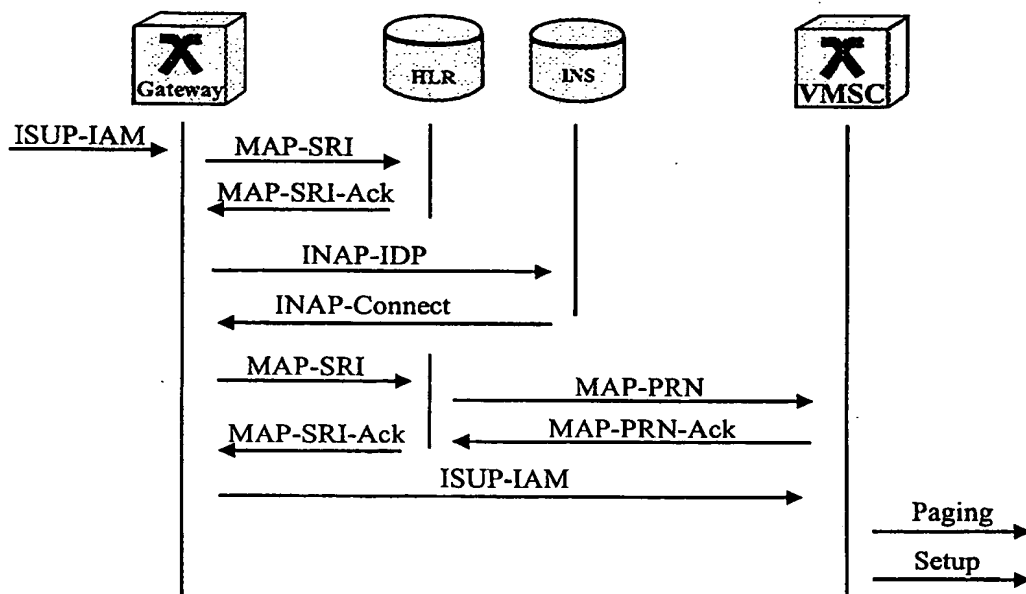 Gateway
HLR
INS
VMSC
ISUP-IAM
MAP-SRI
MAP-SRI-Ack
INAP-IDP
INAP-Connect
MAP-SRI
MAP-PRN
MAP-SRI-Ack
MAP-PRN-Ack
ISUP-IAM
Paging
Setup